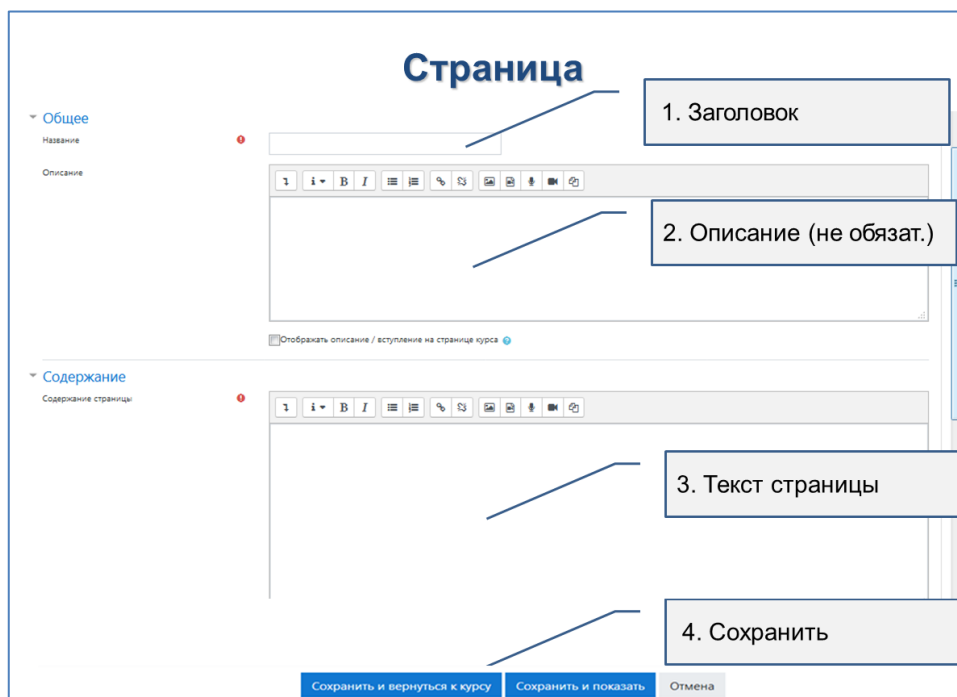 Страница
1. Заголовок
Общее
Название
Описание
2. Описание (не обязат.)
Отображать описание / вступление на странице курса
Содержание
Содержание страницы
3. Текст страницы
4. Сохранить
Сохранить и вернуться к курсу
Сохранить и показать
Отмена